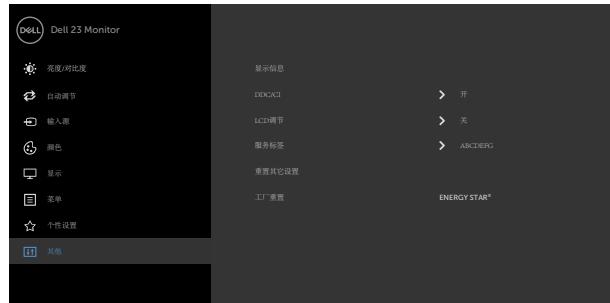 DELL Dell 23 Monitor
亮度/对比度
显示信息
自动调节
DDC/CI
开
输入源
LCD调节
关
颜色
服务标签
ABCDEFG
显示
重置其它设置
菜单
工厂重置
ENERGY STAR®
个性设置
其他